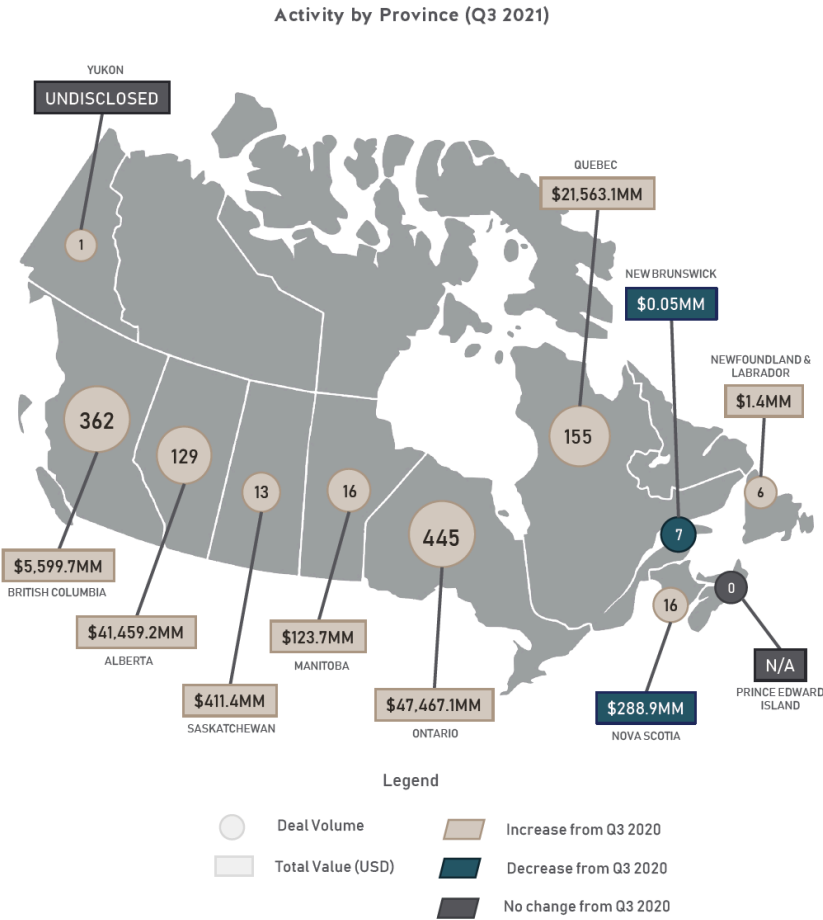 Activity by Province (Q3 2021)
YUKON
UNDISCLOSED
1
QUEBEC
$21,563.1MM
155
NEW BRUNSWICK
$0.05MM
7
NEWFOUNDLAND &
LABRADOR
$1.4MM
6
362
$5,599.7MM
BRITISH COLUMBIA
129
$41,459.2MM
ALBERTA
13
$411.4MM
SASKATCHEWAN
16
$123.7MM
MANITOBA
445
$47,467.1MM
ONTARIO
16
$288.9MM
NOVA SCOTIA
0
N/A
PRINCE EDWARD
ISLAND
Legend
Deal Volume
Total Value (USD)
Increase from Q3 2020
Decrease from Q3 2020
No change from Q3 2020